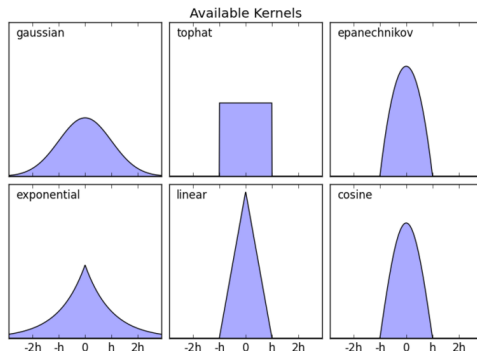 Available Kernels
gaussian
tophat
epanechnikov
exponential
linear
cosine
-2h -h 0 h 2h
-2h -h 0 h 2h
-2h -h 0 h 2h